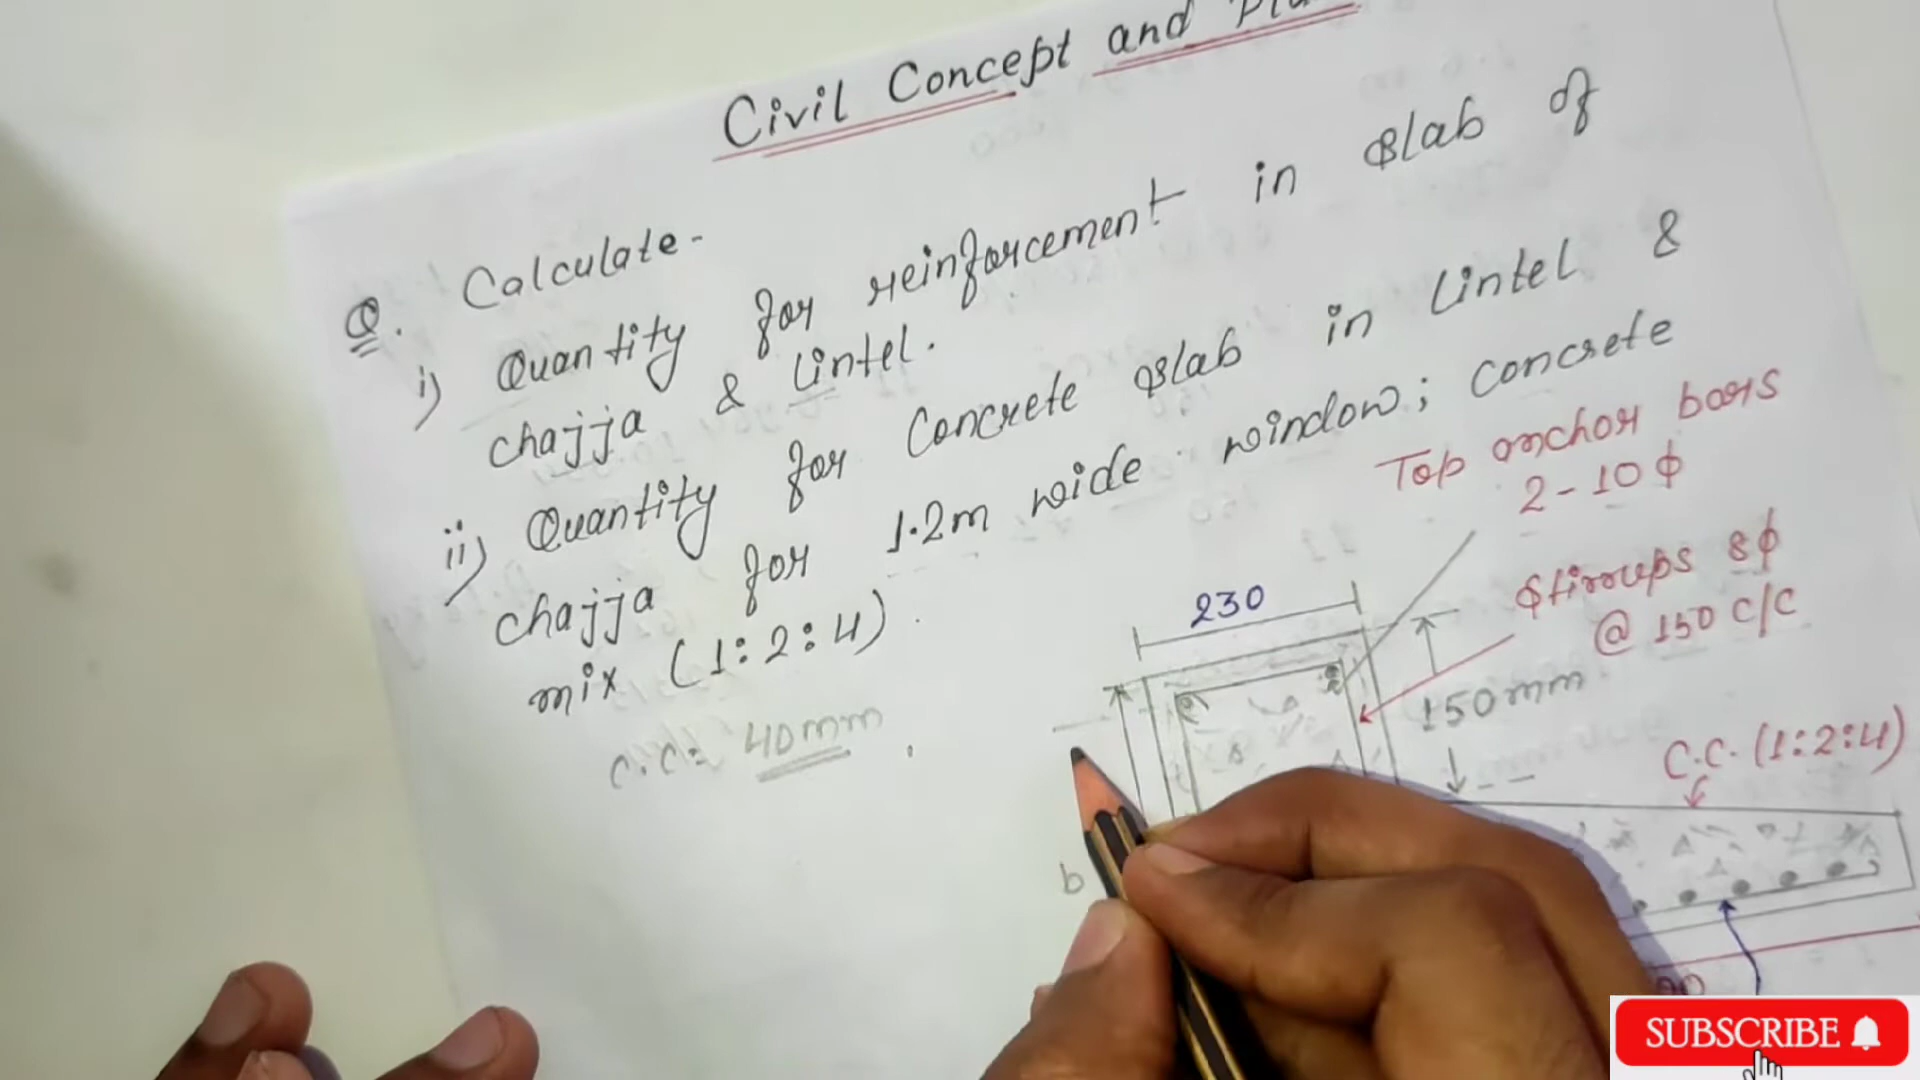 Civil Concept and
Q. Calculate -
i) Quantity for reinforcement in slab of
chajja & Lintel.
ii) Quantity for Concrete slab in Lintel &
chajja for 1.2m wide window; concrete
mix (1:2:4).
C.C = 40mm
Top anchor bars
2-10ϕ
230
Stirrups 8ϕ
@ 150 C/C
150mm
C.C. (1:2:4)
b
SUBSCRIBE